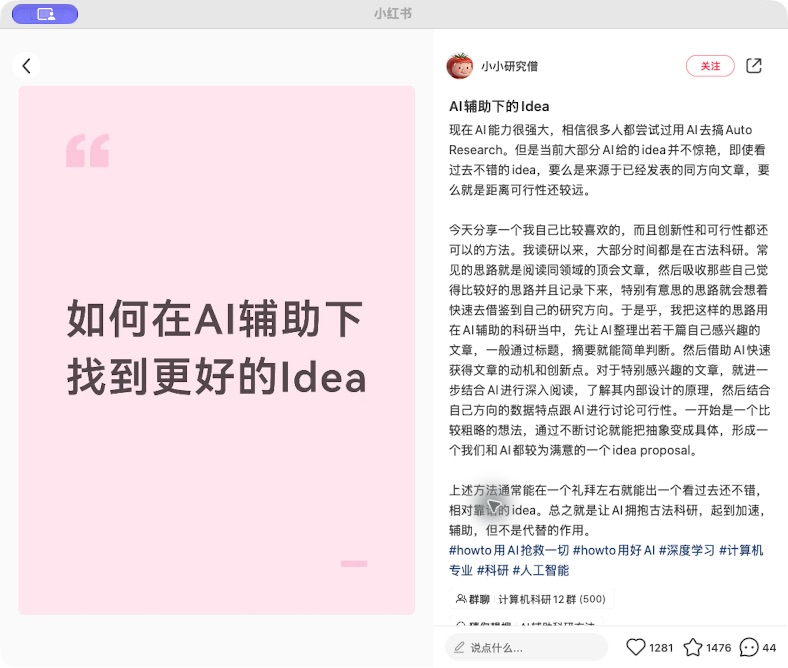 小红书
小小研究僧
关注
如何在AI辅助下
找到更好的Idea
AI辅助下的Idea
现在AI能力很强大，相信很多人都尝试过用AI去搞Auto
Research。但是当前大部分AI给的idea并不惊艳，即使看
过去不错的idea，要么是来源于已经发表的同方向文章，要
么就是距离可行性还较远。
今天分享一个我自己比较喜欢的，而且创新性和可行性都还
可以的方法。我读研以来，大部分时间都是在古法科研。常
见的思路就是阅读同领域的顶会文章，然后吸收那些自己觉
得比较好的思路并且记录下来，特别有意思的思路就会想着
快速去借鉴到自己的研究方向。于是乎，我把这样的思路用
在AI辅助的科研当中，先让AI整理出若干篇自己感兴趣的
文章，一般通过标题，摘要就能简单判断。然后借助AI快速
获得文章的动机和创新点。对于特别感兴趣的文章，就进一
步结合AI进行深入阅读，了解其内部设计的原理，然后结合
自己方向的数据特点跟AI进行讨论可行性。一开始是一个比
较粗略的想法，通过不断讨论就能把抽象变成具体，形成一
个我们和AI都较为满意的一个idea proposal。
上述方法通常能在一个礼拜左右就能出一个看过去还不错，
相对靠谱的idea。总之就是让AI拥抱古法科研，起到加速，
辅助，但不是代替的作用。
#howto用AI抢救一切 #howto用好AI #深度学习 #计算机
专业 #科研 #人工智能
群聊 计算机科研12群 (500)
说点什么...
1281
1476
44